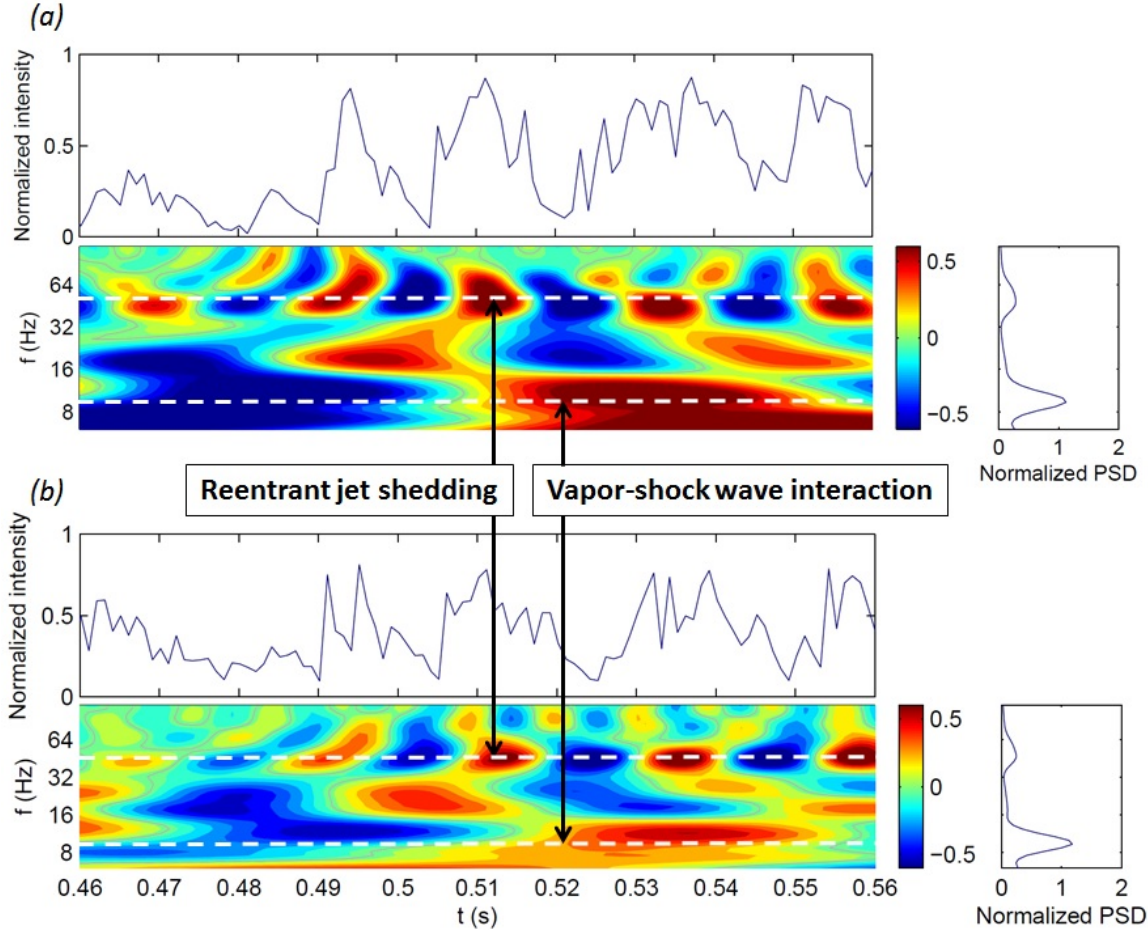 (a)
Normalized intensity
1
0.5
0
f (Hz)
64
32
16
8
0.5
0
−0.5
0 1 2
Normalized PSD
Reentrant jet shedding
Vapor-shock wave interaction
(b)
Normalized intensity
1
0.5
0
f (Hz)
64
32
16
8
0.5
0
−0.5
0.46 0.47 0.48 0.49 0.5 0.51 0.52 0.53 0.54 0.55 0.56
t (s)
0 1 2
Normalized PSD